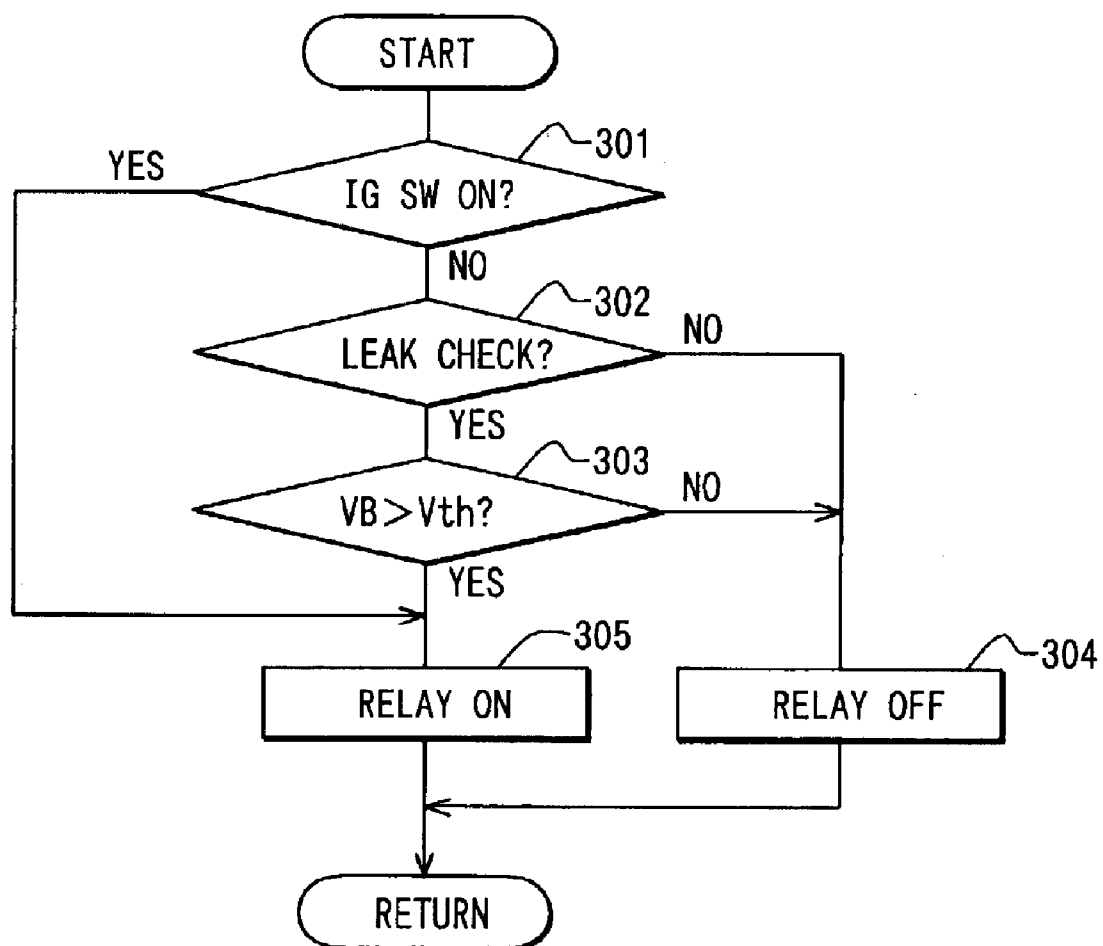 START
301
YES
IG SW ON?
NO
302
NO
LEAK CHECK?
YES
303
NO
VB>Vth?
YES
305
304
RELAY ON
RELAY OFF
RETURN